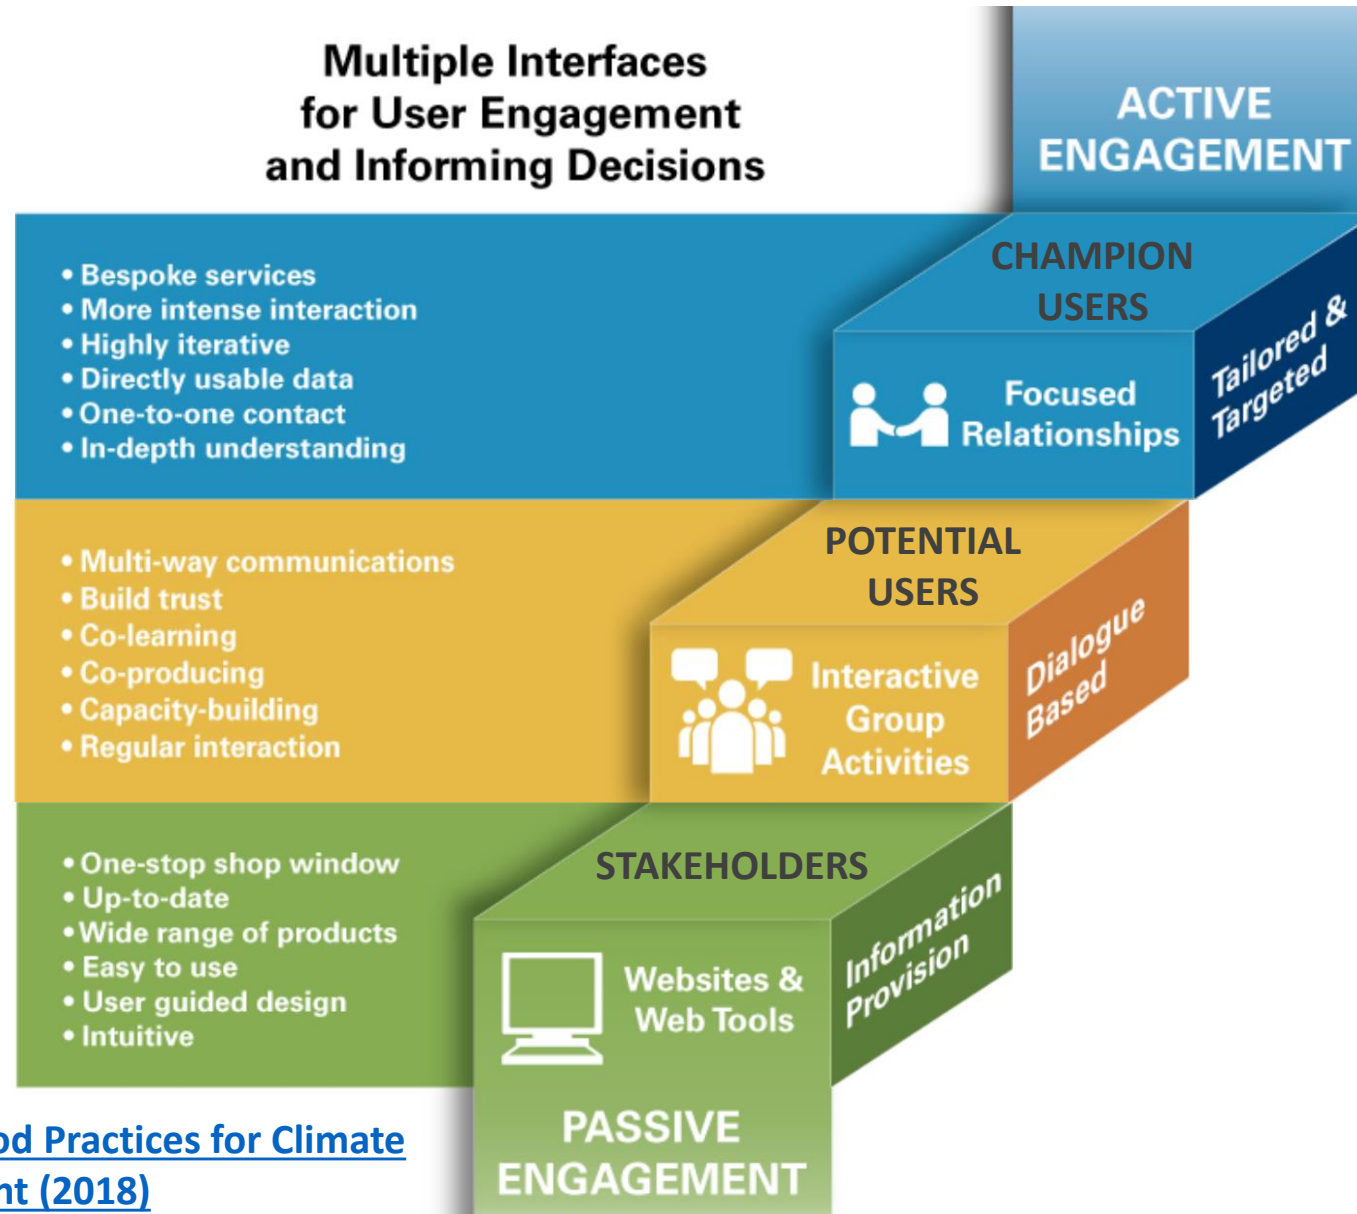 Multiple Interfaces
for User Engagement
and Informing Decisions
ACTIVE
ENGAGEMENT
• Bespoke services
• More intense interaction
• Highly iterative
• Directly usable data
• One-to-one contact
• In-depth understanding
CHAMPION
USERS
Focused
Relationships
Tailored &
Targeted
• Multi-way communications
• Build trust
• Co-learning
• Co-producing
• Capacity-building
• Regular interaction
POTENTIAL
USERS
Interactive
Group
Activities
Dialogue
Based
• One-stop shop window
• Up-to-date
• Wide range of products
• Easy to use
• User guided design
• Intuitive
STAKEHOLDERS
Websites &
Web Tools
Information
Provision
PASSIVE
ENGAGEMENT
Practices for Climate
(2018)